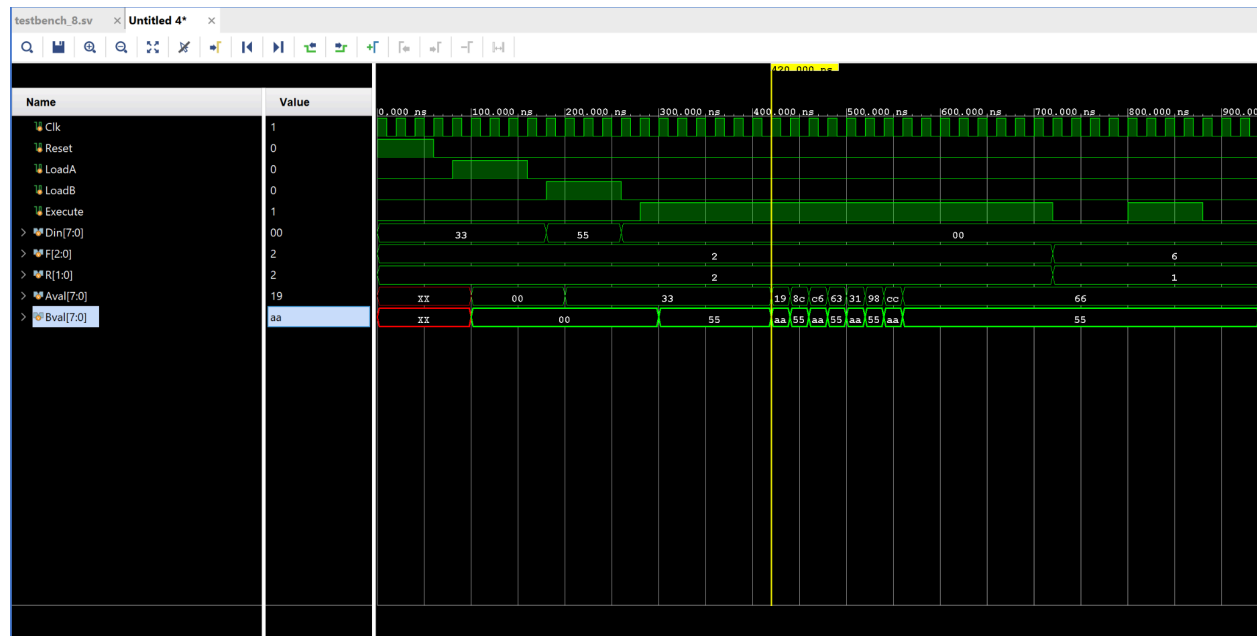 testbench_8.sv × Untitled 4* ×
420.000 ns
Name Value
0.000 ns 100.000 ns 200.000 ns 300.000 ns 400.000 ns 500.000 ns 600.000 ns 700.000 ns 800.000 ns 900.00
Clk 1
Reset 0
LoadA 0
LoadB 0
Execute 1
> Din[7:0] 00 33 55 00
> F[2:0] 2 2 6
> R[1:0] 2 2 1
> Aval[7:0] 19 XX 00 33 19 8c c6 63 31 98 cc 66
> Bval[7:0] aa XX 00 55 aa 55 aa 55 aa 55 aa 55